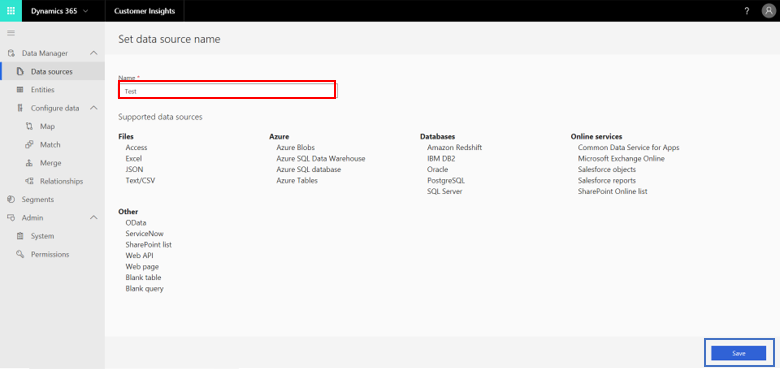 Dynamics 365
Customer Insights
?
Set data source name
Data Manager
Data sources
Entities
Configure data
Map
Match
Merge
Relationships
Segments
Admin
System
Permissions
Name *
Test
Supported data sources
Files
Access
Excel
JSON
Text/CSV
Azure
Azure Blobs
Azure SQL Data Warehouse
Azure SQL database
Azure Tables
Databases
Amazon Redshift
IBM DB2
Oracle
PostgreSQL
SQL Server
Online services
Common Data Service for Apps
Microsoft Exchange Online
Salesforce objects
Salesforce reports
SharePoint Online list
Other
OData
ServiceNow
SharePoint list
Web API
Web page
Blank table
Blank query
Save